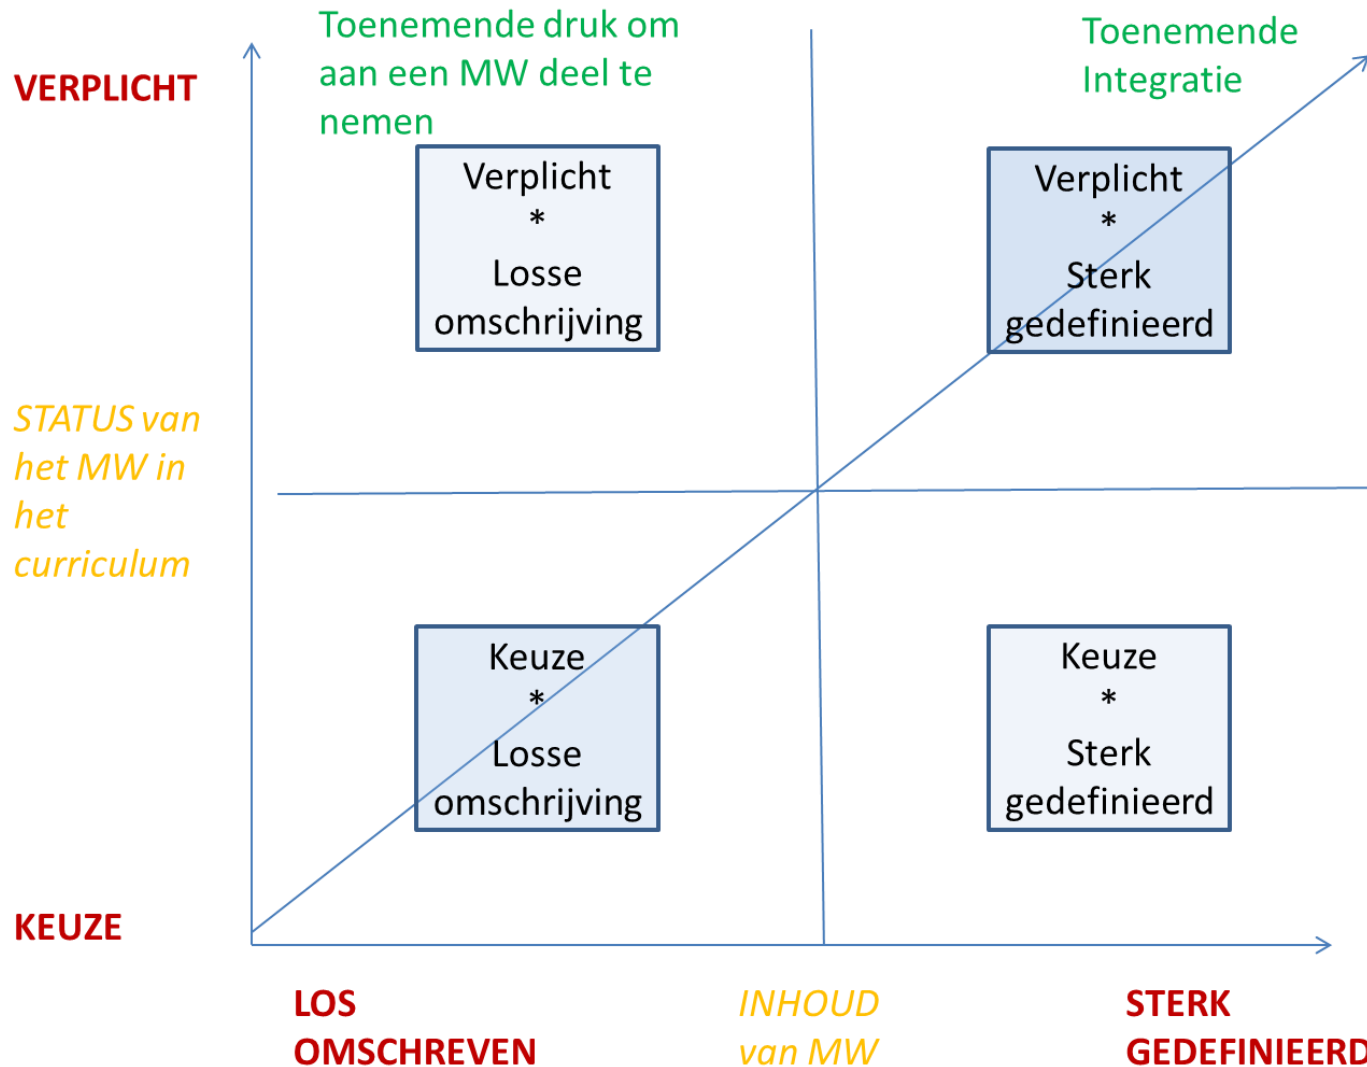 Toenemende druk om
aan een MW deel te
nemen
Toenemende
Integratie
VERPLICHT
Verplicht
*
Losse
omschrijving
Verplicht
*
Sterk
gedefinieerd
STATUS van
het MW in
het
curriculum
Keuze
*
Losse
omschrijving
Keuze
*
Sterk
gedefinieerd
KEUZE
LOS
OMSCHREVEN
INHOUD
van MW
STERK
GEDEFINIEERD